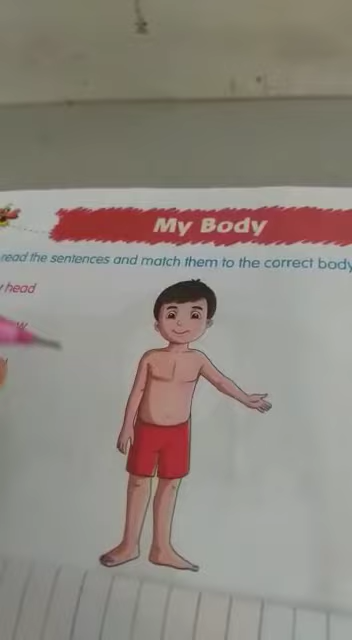 My Body
read the sentences and match them to the correct body
head